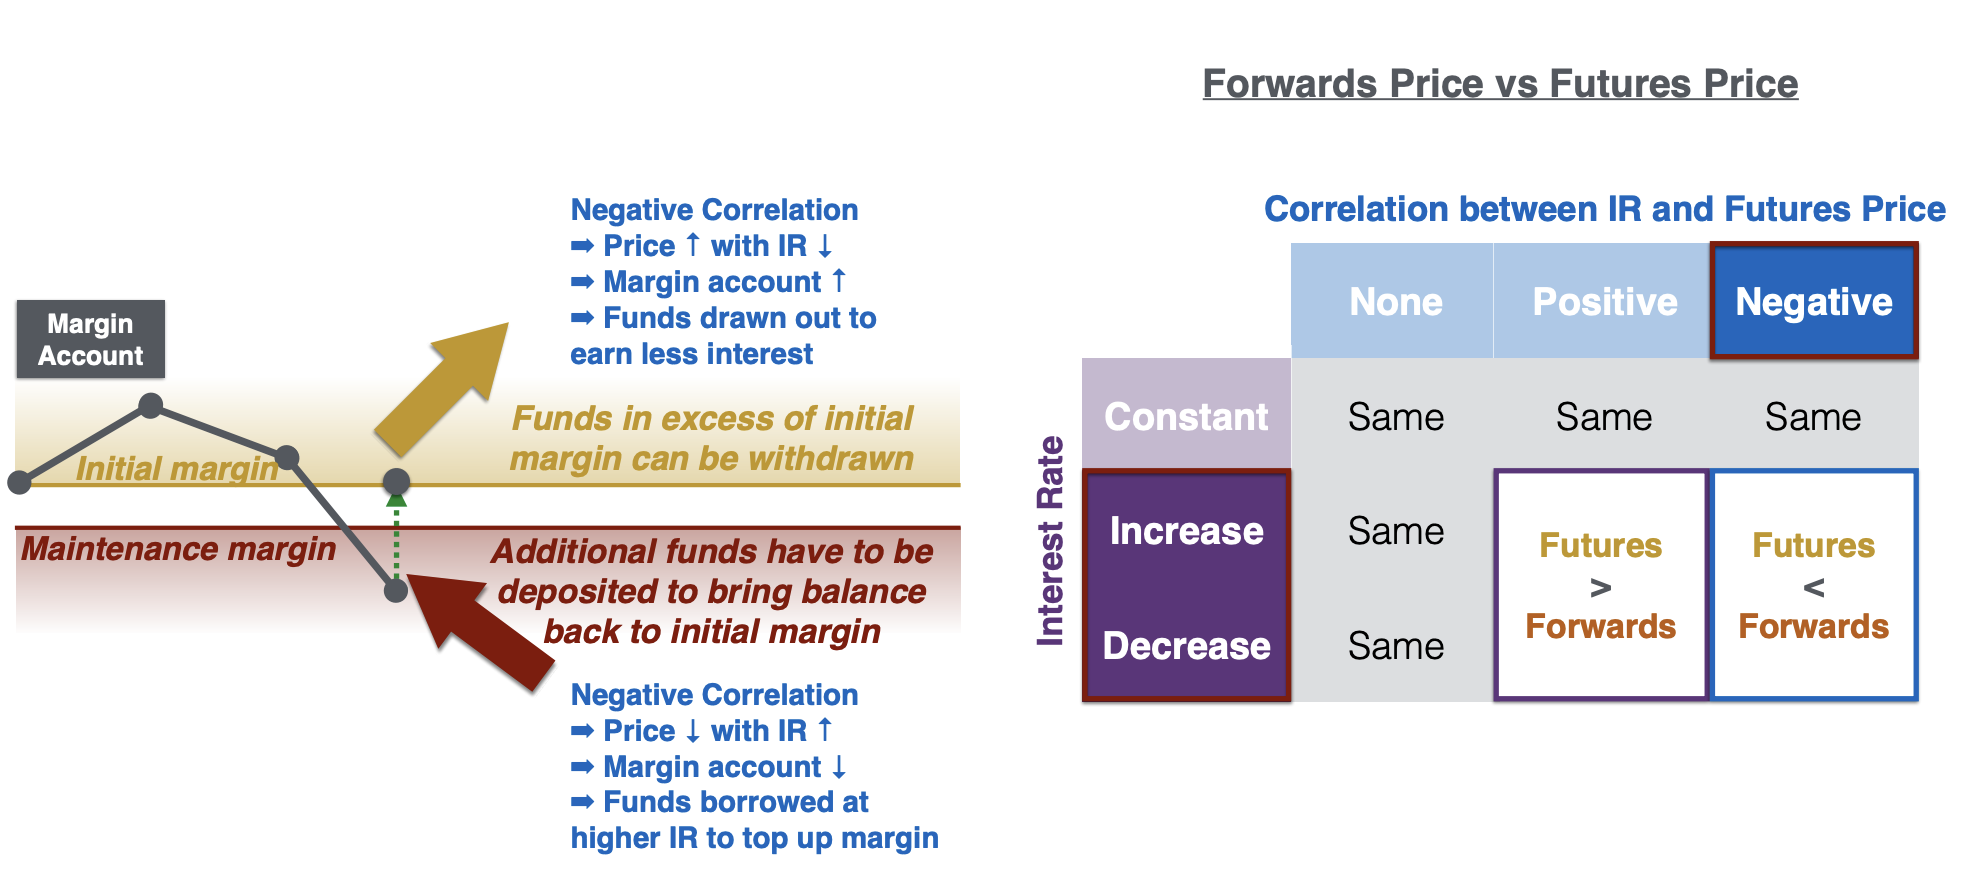 Forwards Price vs Futures Price
Negative Correlation
➡ Price ↑ with IR ↓
➡ Margin account ↑
➡ Funds drawn out to
earn less interest
Margin
Account
Funds in excess of initial
margin can be withdrawn
Initial margin
Maintenance margin
Additional funds have to be
deposited to bring balance
back to initial margin
Negative Correlation
➡ Price ↓ with IR ↑
➡ Margin account ↓
➡ Funds borrowed at
higher IR to top up margin
Correlation between IR and Futures Price
None Positive Negative
Interest Rate
Constant Same Same Same
Increase Same
Decrease Same
Futures
>
Forwards
Futures
<
Forwards